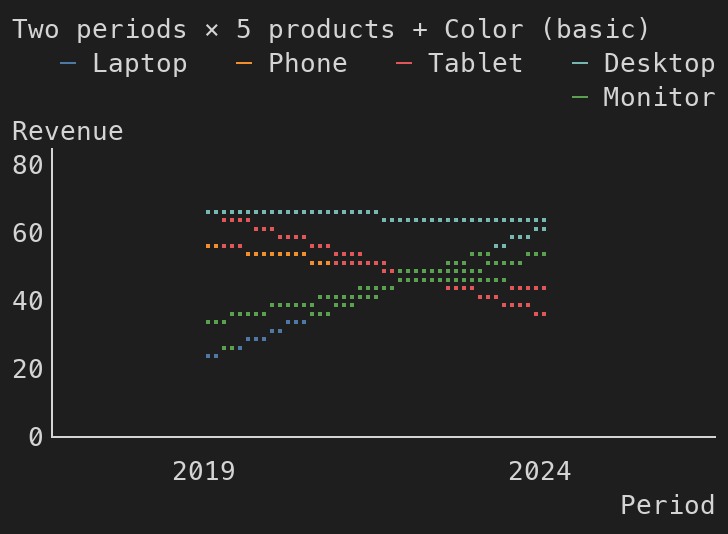 Two periods × 5 products + Color (basic)
Laptop Phone Tablet Desktop
Monitor
Revenue
80
60
40
20
0
2019 2024
Period